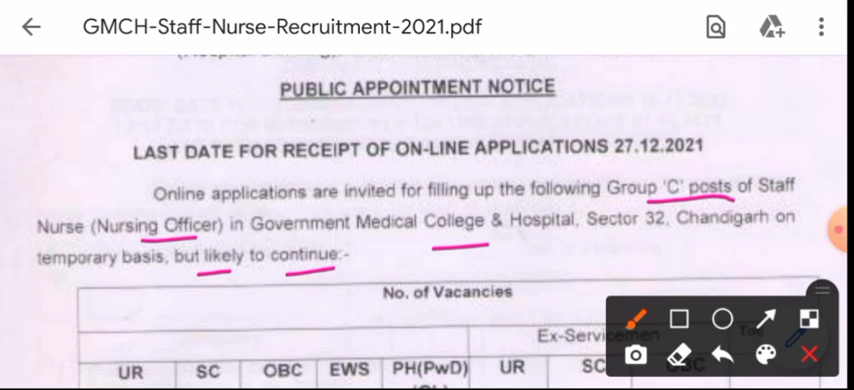 GMCH-Staff-Nurse-Recruitment-2021.pdf
PUBLIC APPOINTMENT NOTICE
LAST DATE FOR RECEIPT OF ON-LINE APPLICATIONS 27.12.2021
Online applications are invited for filling up the following Group 'C' posts of Staff
Nurse (Nursing Officer) in Government Medical College & Hospital, Sector 32, Chandigarh on
temporary basis, but likely to continue:-
No. of Vacancies
Ex-Servicemen
UR SC OBC EWS PH(PwD) UR SC